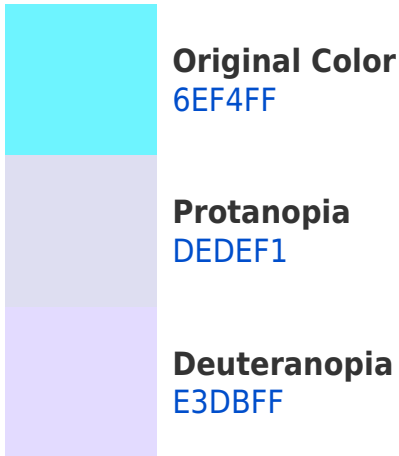 Original Color
6EF4FF
Protanopia
DEDEF1
Deuteranopia
E3DBFF